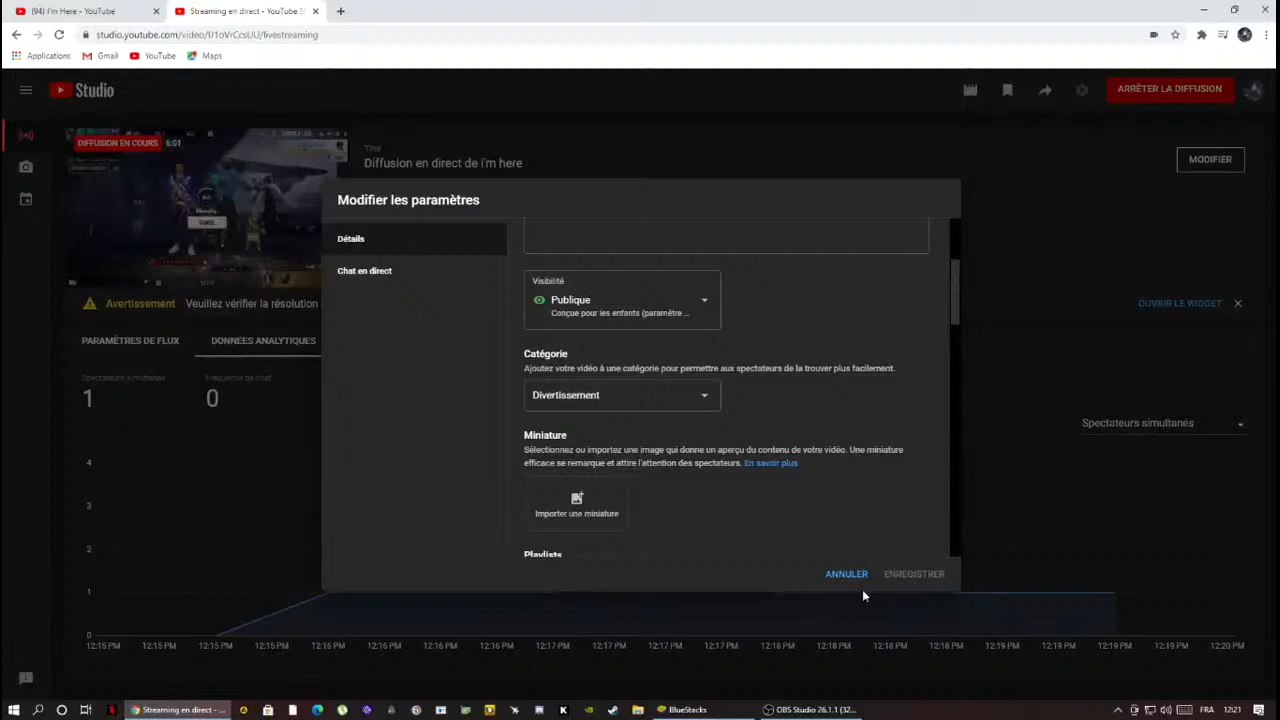 (94) I'm Here - YouTube
Streaming en direct - YouTube S
studio.youtube.com/video/IJ1oVrCcsUU/livestreaming
Applications
Gmail
YouTube
Maps
Studio
ARRÊTER LA DIFFUSION
DIFFUSION EN COURS 6:01
Titre
Diffusion en direct de i'm here
MODIFIER
CANCEL
Avertissement Veuillez vérifier la résolution
OUVRIR LE WIDGET
PARAMÈTRES DE FLUX
DONNÉES ANALYTIQUES
Spectateurs simultanés
Fréquence du chat
1
0
Spectateurs simultanés
Modifier les paramètres
Détails
Chat en direct
Visibilité
Publique
Conçue pour les enfants (paramètre ...
Catégorie
Ajoutez votre vidéo à une catégorie pour permettre aux spectateurs de la trouver plus facilement.
Divertissement
Miniature
Sélectionnez ou importez une image qui donne un aperçu du contenu de votre vidéo. Une miniature
efficace se remarque et attire l'attention des spectateurs. En savoir plus
Importer une miniature
Playlists
ANNULER
ENREGISTRER
4
3
2
1
0
12:15 PM 12:15 PM 12:15 PM 12:15 PM 12:16 PM 12:16 PM 12:16 PM 12:16 PM 12:17 PM 12:17 PM 12:17 PM 12:17 PM 12:18 PM 12:18 PM 12:18 PM 12:18 PM 12:19 PM 12:19 PM 12:19 PM 12:19 PM 12:20 PM
Streaming en direct - ...
BlueStacks
OBS Studio 26.1.1 (32...
FRA
12:21